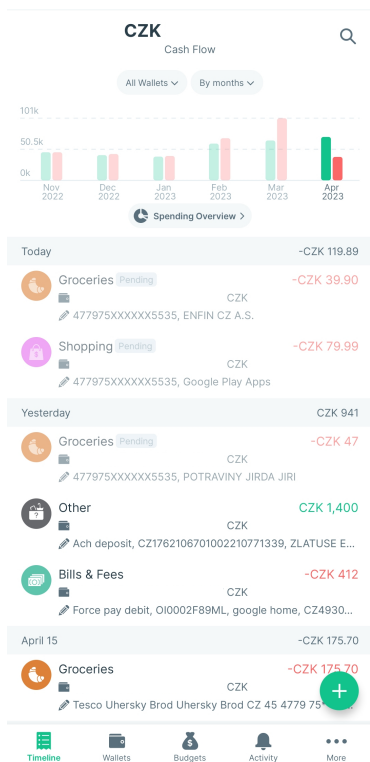 CZK
Cash Flow
All Wallets
By months
101k
50.5k
0k
Nov 2022
Dec 2022
Jan 2023
Feb 2023
Mar 2023
Apr 2023
Spending Overview
Today -CZK 119.89
Groceries Pending -CZK 39.90
CZK
477975XXXXXX5535, ENFIN CZ A.S.
Shopping Pending -CZK 79.99
CZK
477975XXXXXX5535, Google Play Apps
Yesterday CZK 941
Groceries Pending -CZK 47
CZK
477975XXXXXX5535, POTRAVINY JIRDA JIRI
Other CZK 1,400
CZK
Ach deposit, CZ1762106701002210771339, ZLATUSE E...
Bills & Fees -CZK 412
CZK
Force pay debit, OI0002F89ML, google home, CZ4930...
April 15 -CZK 175.70
Groceries -CZK 175.70
CZK
Tesco Uhersky Brod Uhersky Brod CZ 45 4779 75
Timeline
Wallets
Budgets
Activity
More